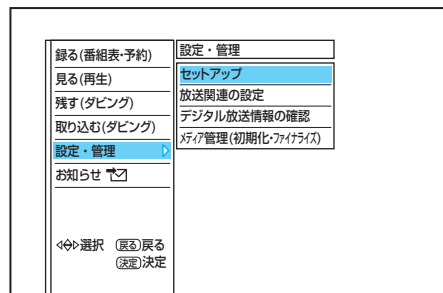 録る(番組表・予約)
見る(再生)
残す(ダビング)
取り込む(ダビング)
設定・管理
お知らせ
選択 戻る戻る
決定決定
設定・管理
セットアップ
放送関連の設定
デジタル放送情報の確認
メディア管理(初期化・ファイナライズ)